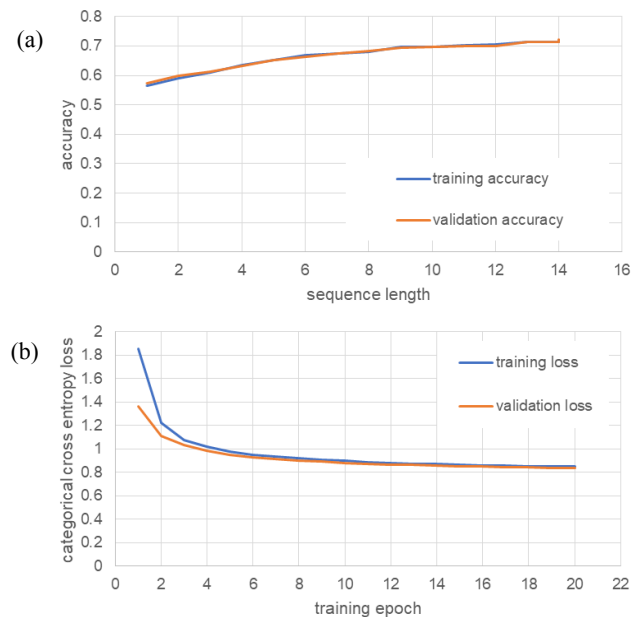 (a)
0.8
0.7
0.6
0.5
0.4
0.3
0.2
0.1
0
accuracy
training accuracy
validation accuracy
0 2 4 6 8 10 12 14 16
sequence length
(b)
2
1.8
1.6
1.4
1.2
1
0.8
0.6
0.4
0.2
0
categorical cross entropy loss
training loss
validation loss
0 2 4 6 8 10 12 14 16 18 20 22
training epoch